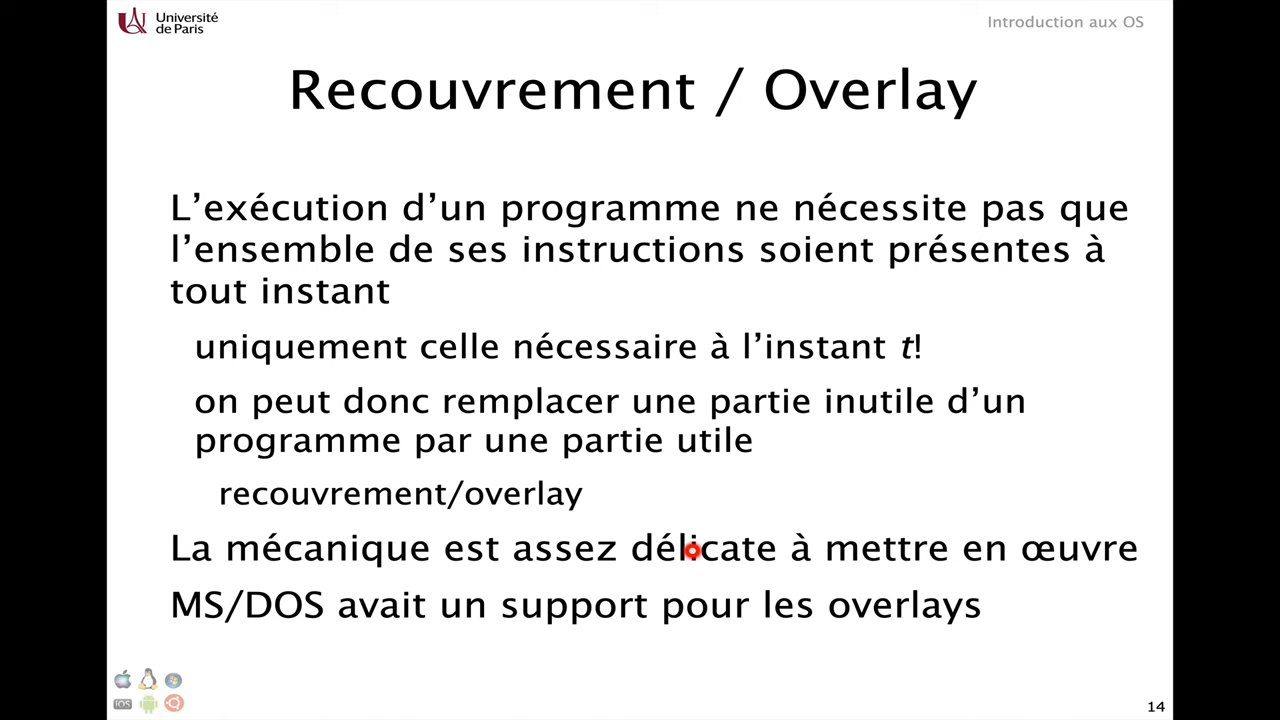 Université
de Paris
Introduction aux OS
Recouvrement / Overlay
L’exécution d’un programme ne nécessite pas que
l’ensemble de ses instructions soient présentes à
tout instant
uniquement celle nécessaire à l’instant t!
on peut donc remplacer une partie inutile d’un
programme par une partie utile
recouvrement/overlay
La mécanique est assez délicate à mettre en œuvre
MS/DOS avait un support pour les overlays
iOS
14